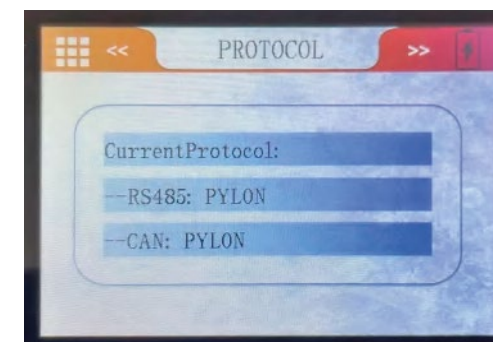 << PROTOCOL >>
CurrentProtocol:
--RS485: PYLON
--CAN: PYLON